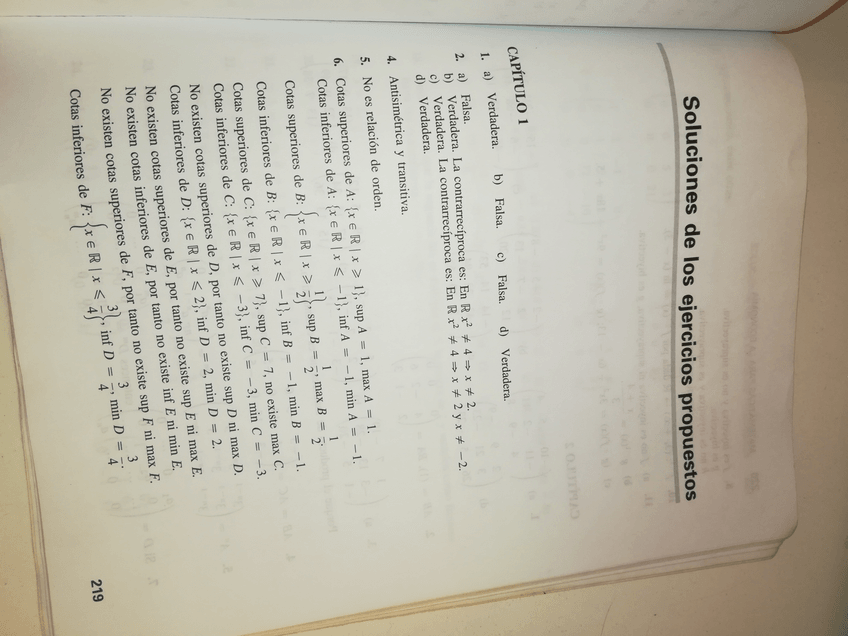 Soluciones de los ejercicios propuestos
CAPÍTULO 1
1. a) Verdadera. b) Falsa. c) Falsa. d) Verdadera.
2. a) Falsa.
b) Verdadera. La contrarrecíproca es: En ℝ x² ≠ 4 ⇒ x ≠ 2.
c) Verdadera. La contrarrecíproca es: En ℝ x² ≠ 4 ⇒ x ≠ 2 y x ≠ −2.
d) Verdadera.
4. Antisimétrica y transitiva.
5. No es relación de orden.
6. Cotas superiores de A: {x ∈ ℝ | x ⩾ 1}, sup A = 1, max A = 1.
Cotas inferiores de A: {x ∈ ℝ | x ⩽ −1}, inf A = −1, min A = −1.
Cotas superiores de B: {x ∈ ℝ | x ⩾ 1/2}, sup B = 1/2, max B = 1/2
Cotas inferiores de B: {x ∈ ℝ | x ⩽ −1}, inf B = −1, min B = −1.
Cotas superiores de C: {x ∈ ℝ | x ⩾ 7}, sup C = 7, no existe max C.
Cotas inferiores de C: {x ∈ ℝ | x ⩽ −3}, inf C = −3, min C = −3.
No existen cotas superiores de D, por tanto no existe sup D ni max D.
Cotas inferiores de D: {x ∈ ℝ | x ⩽ 2}, inf D = 2, min D = 2.
No existen cotas superiores de E, por tanto no existe sup E ni max E.
No existen cotas inferiores de E, por tanto no existe inf E ni min E.
No existen cotas superiores de F, por tanto no existe sup F ni max F.
Cotas inferiores de F: {x ∈ ℝ | x ⩽ 3/4}, inf D = 3/4, min D = 3/4.
219